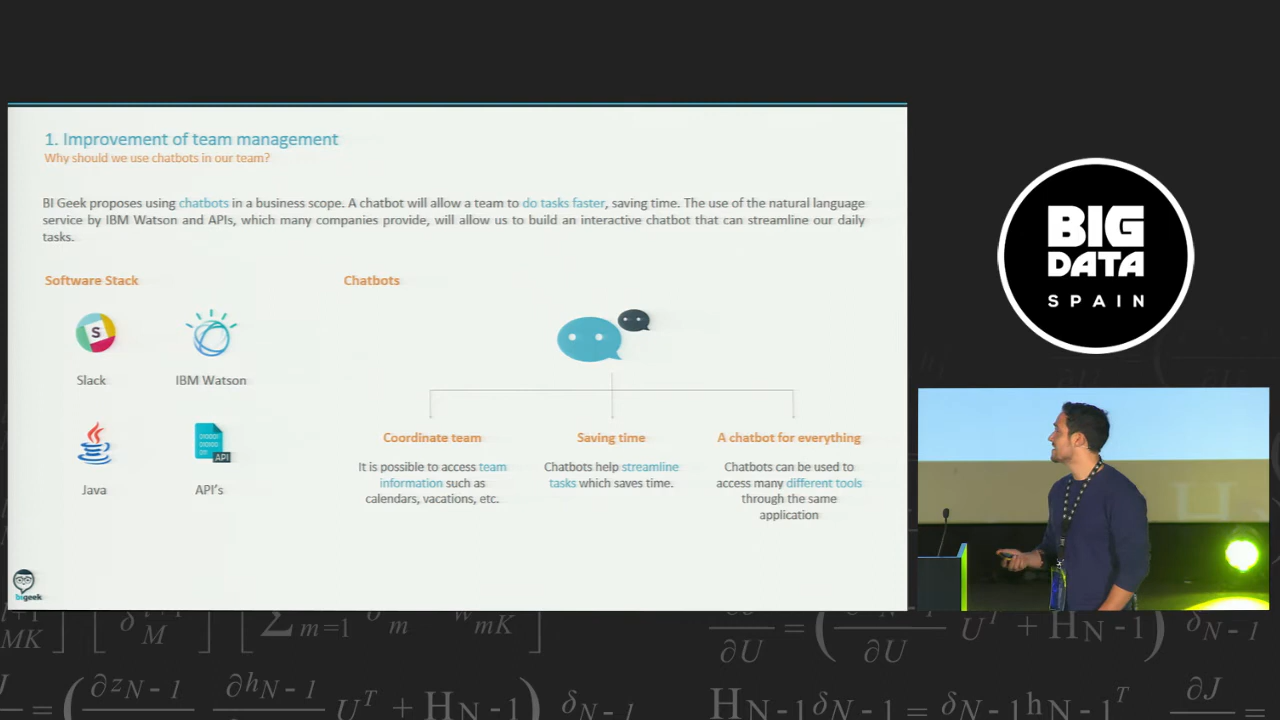 1. Improvement of team management
Why should we use chatbots in our team?
BI Geek proposes using chatbots in a business scope. A chatbot will allow a team to do tasks faster, saving time. The use of the natural language
service by IBM Watson and APIs, which many companies provide, will allow us to build an interactive chatbot that can streamline our daily
tasks.
Software Stack
Chatbots
S
Slack
IBM Watson
API
Java
API's
Coordinate team
It is possible to access team
information such as
calendars, vacations, etc.
Saving time
Chatbots help streamline
tasks which saves time.
A chatbot for everything
Chatbots can be used to
access many different tools
through the same
application
bigeek
BIG
DATA
SPAIN